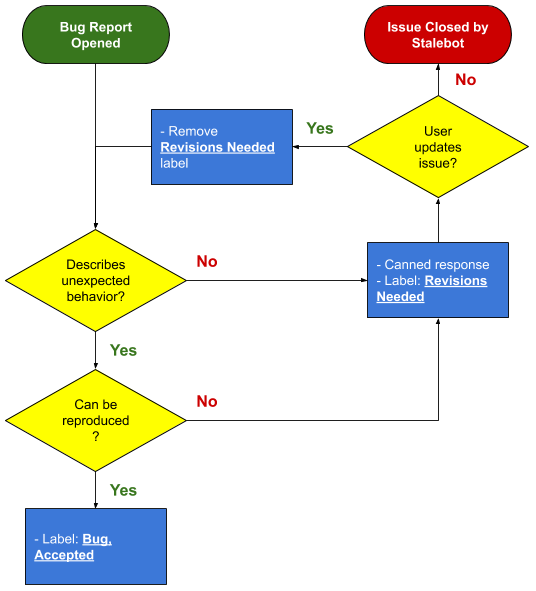 Bug Report
Opened
Issue Closed by
Stalebot
No
Yes
- Remove
Revisions Needed
label
User
updates
issue?
Describes
unexpected
behavior?
No
- Canned response
- Label: Revisions
Needed
Yes
Can be
reproduced
?
No
Yes
- Label: Bug,
Accepted